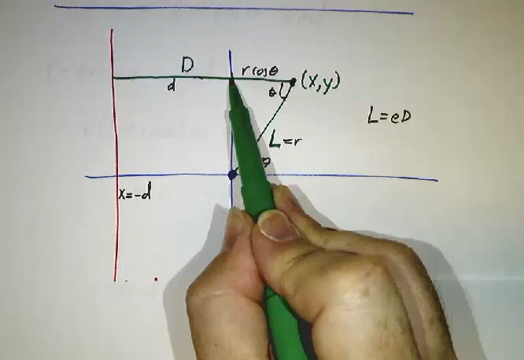 D
r cos θ
d
θ
(x,y)
L=r
θ
L=eD
x=-d